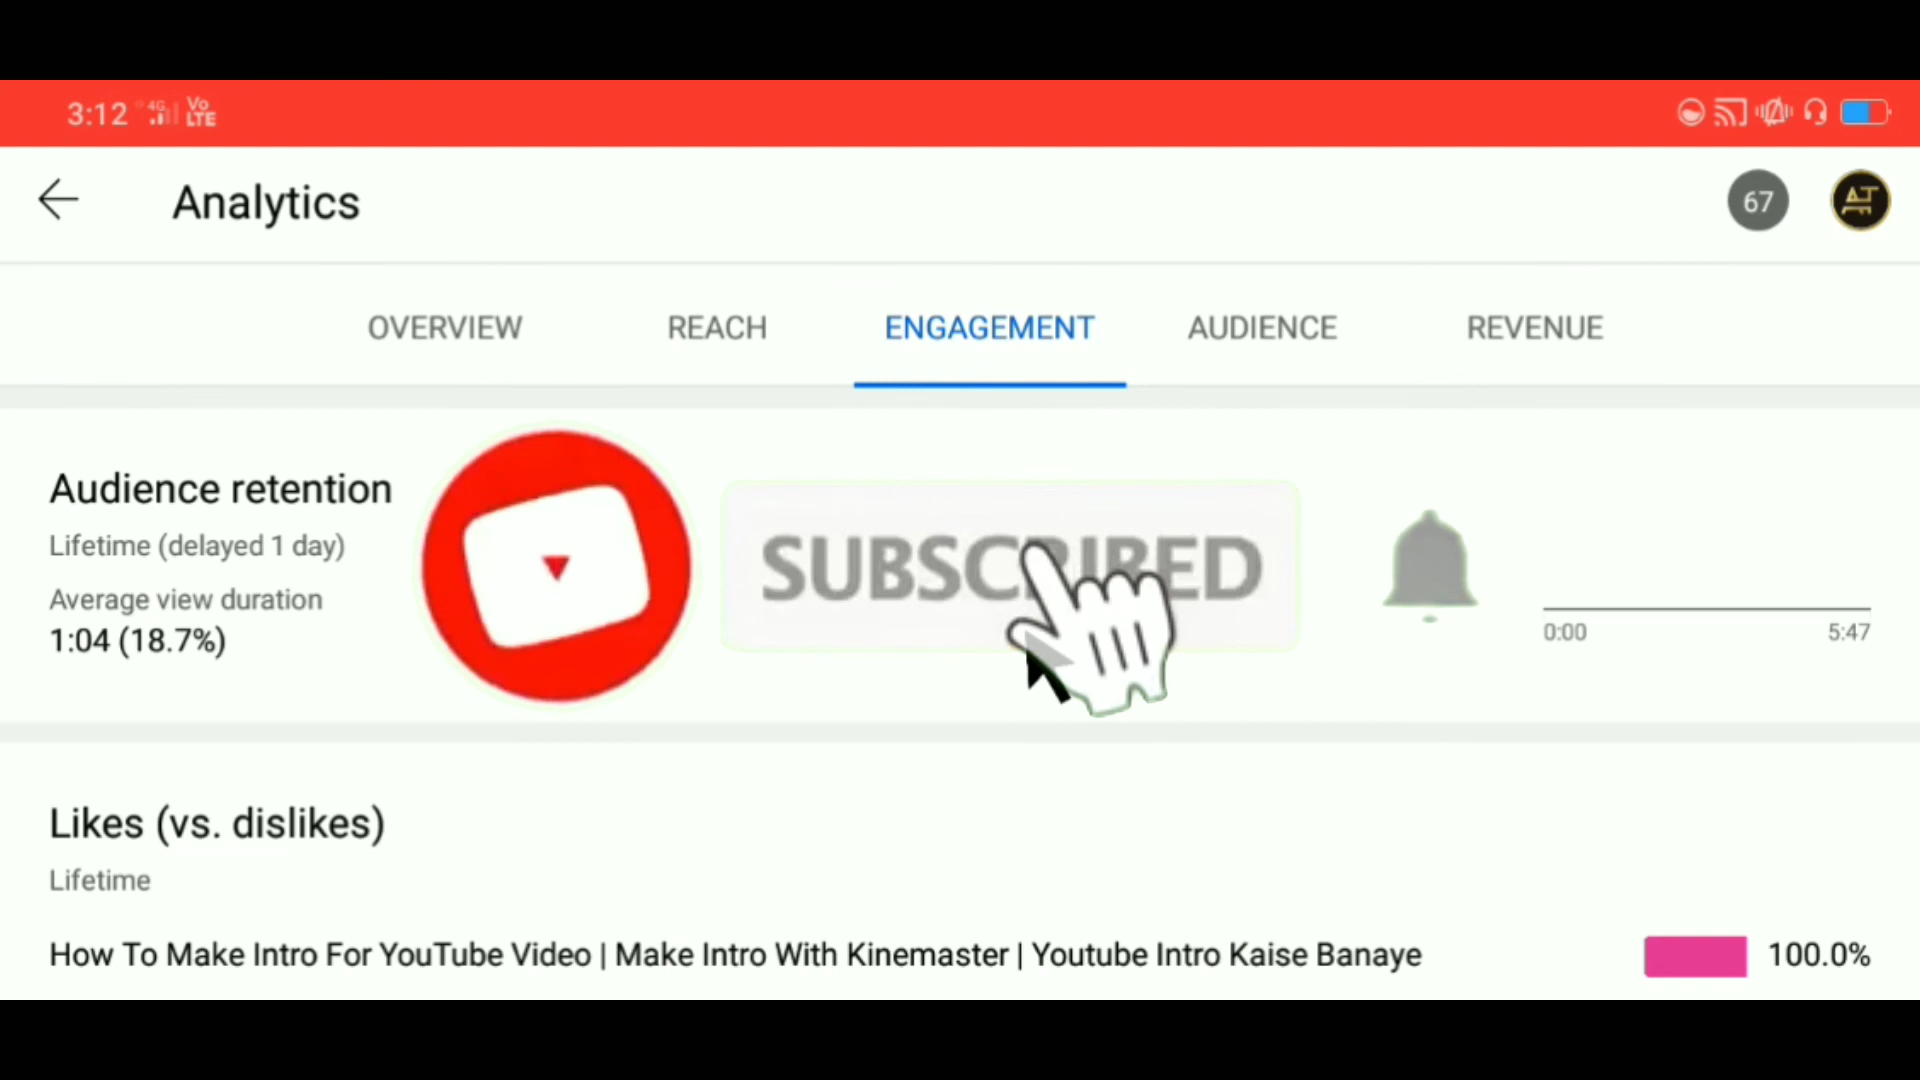 3:12 4G Vo LTE
Analytics
67
AT
OVERVIEW REACH ENGAGEMENT AUDIENCE REVENUE
Audience retention
Lifetime (delayed 1 day)
Average view duration
1:04 (18.7%)
SUBSCRIBED
0:00 5:47
Likes (vs. dislikes)
Lifetime
How To Make Intro For YouTube Video | Make Intro With Kinemaster | Youtube Intro Kaise Banaye 100.0%